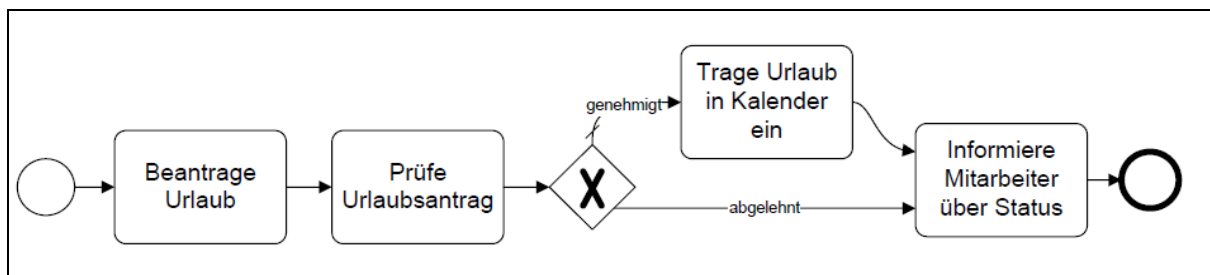 Beantrage
Urlaub
Prüfe
Urlaubsantrag
X
genehmigt
Trage Urlaub
in Kalender
ein
abgelehnt
Informiere
Mitarbeiter
über Status